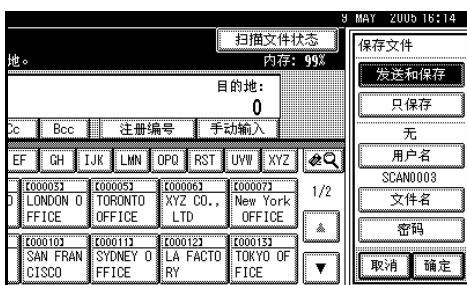 9 MAY 2005 16:14
扫描文件状态
地。
内存: 99%
目的地:
0
Cc
Bcc
注册编号
手动输入
EF
GH
IJK
LMN
OPQ
RST
UVW
XYZ
[00003]
LONDON O
FFICE
[00005]
TORONTO
OFFICE
[00006]
XYZ CO.,
LTD
[00007]
New York
OFFICE
1/2
[00010]
SAN FRAN
CISCO
[00011]
SYDNEY O
FFICE
[00012]
LA FACTO
RY
[00013]
TOKYO OF
FICE
保存文件
发送和保存
只保存
无
用户名
SCAN0003
文件名
密码
取消
确定